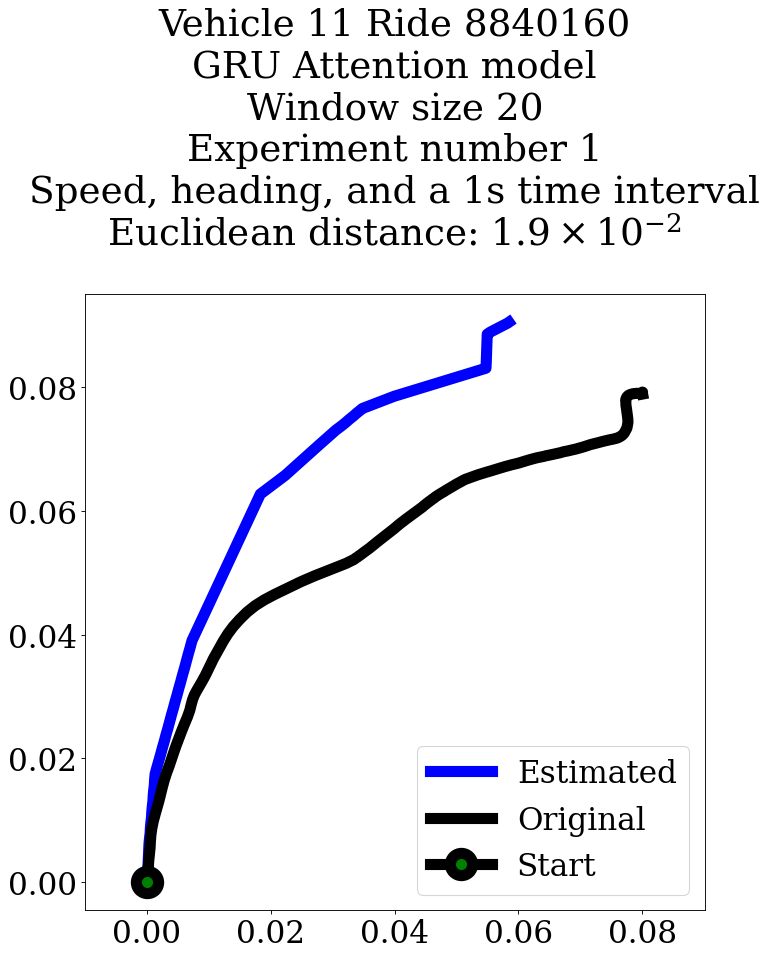 Vehicle 11 Ride 8840160
GRU Attention model
Window size 20
Experiment number 1
Speed, heading, and a 1s time interval
Euclidean distance: 1.9 × 10⁻²
0.08
0.06
0.04
0.02
0.00
Estimated
Original
Start
0.00 0.02 0.04 0.06 0.08